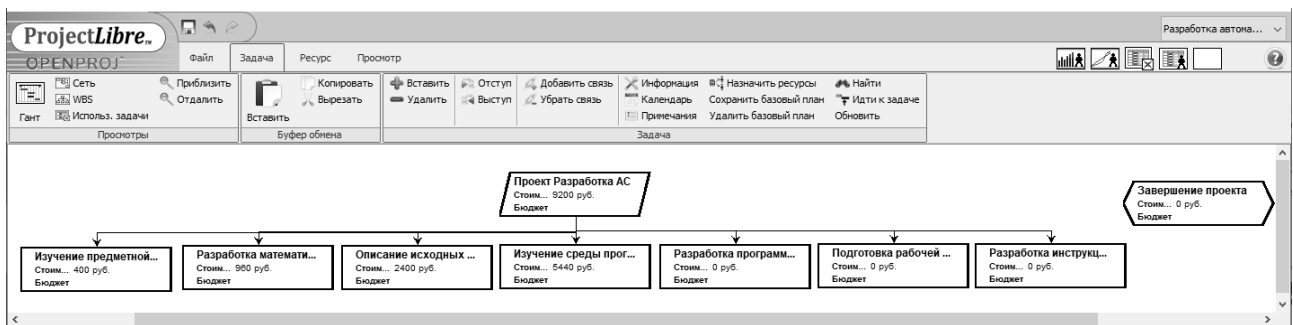 ProjectLibre™
OPENPROJ
Разработка автома...
Файл Задача Ресурс Просмотр
Сеть Приблизить Копировать Вставить Отступ Добавить связь Информация Назначить ресурсы Найти
WBS Отдалить Вырезать Удалить Выступ Убрать связь Календарь Сохранить базовый план Идти к задаче
Гант Использ. задачи Вставить Примечания Удалить базовый план Обновить
Просмотры Буфер обмена Задача
Проект Разработка АС
Стоим... 9200 руб.
Бюджет
Завершение проекта
Стоим... 0 руб.
Бюджет
Изучение предметной...
Стоим... 400 руб.
Бюджет
Разработка математи...
Стоим... 960 руб.
Бюджет
Описание исходных ...
Стоим... 2400 руб.
Бюджет
Изучение среды прог...
Стоим... 5440 руб.
Бюджет
Разработка программ...
Стоим... 0 руб.
Бюджет
Подготовка рабочей ...
Стоим... 0 руб.
Бюджет
Разработка инструкц...
Стоим... 0 руб.
Бюджет